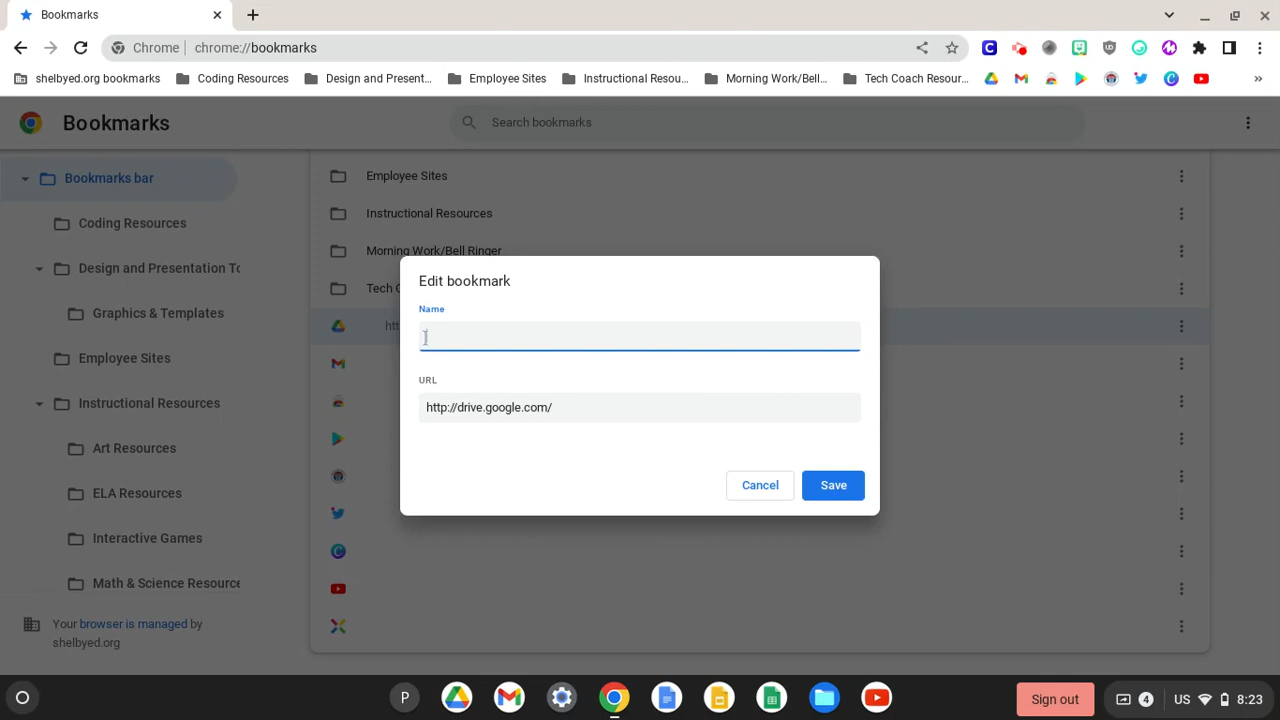 Bookmarks
Chrome chrome://bookmarks
shelbyed.org bookmarks Coding Resources Design and Present... Employee Sites Instructional Resou... Morning Work/Bell... Tech Coach Resour... »
Bookmarks
Search bookmarks
Bookmarks bar
Coding Resources
Design and Presentation To
Graphics & Templates
Employee Sites
Instructional Resources
Art Resources
ELA Resources
Interactive Games
Math & Science Resource
Your browser is managed by
shelbyed.org
Employee Sites
Instructional Resources
Morning Work/Bell Ringer
Tech C
htt
Edit bookmark
Name
URL
http://drive.google.com/
Cancel Save
P
Sign out 4 US 8:23